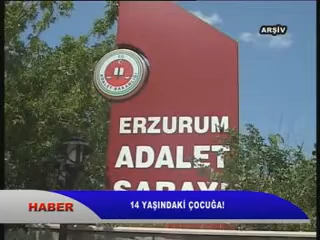 ARŞİV
ERZURUM
ADALET
SARAYI
HABER
14 YAŞINDAKİ ÇOCUĞA!